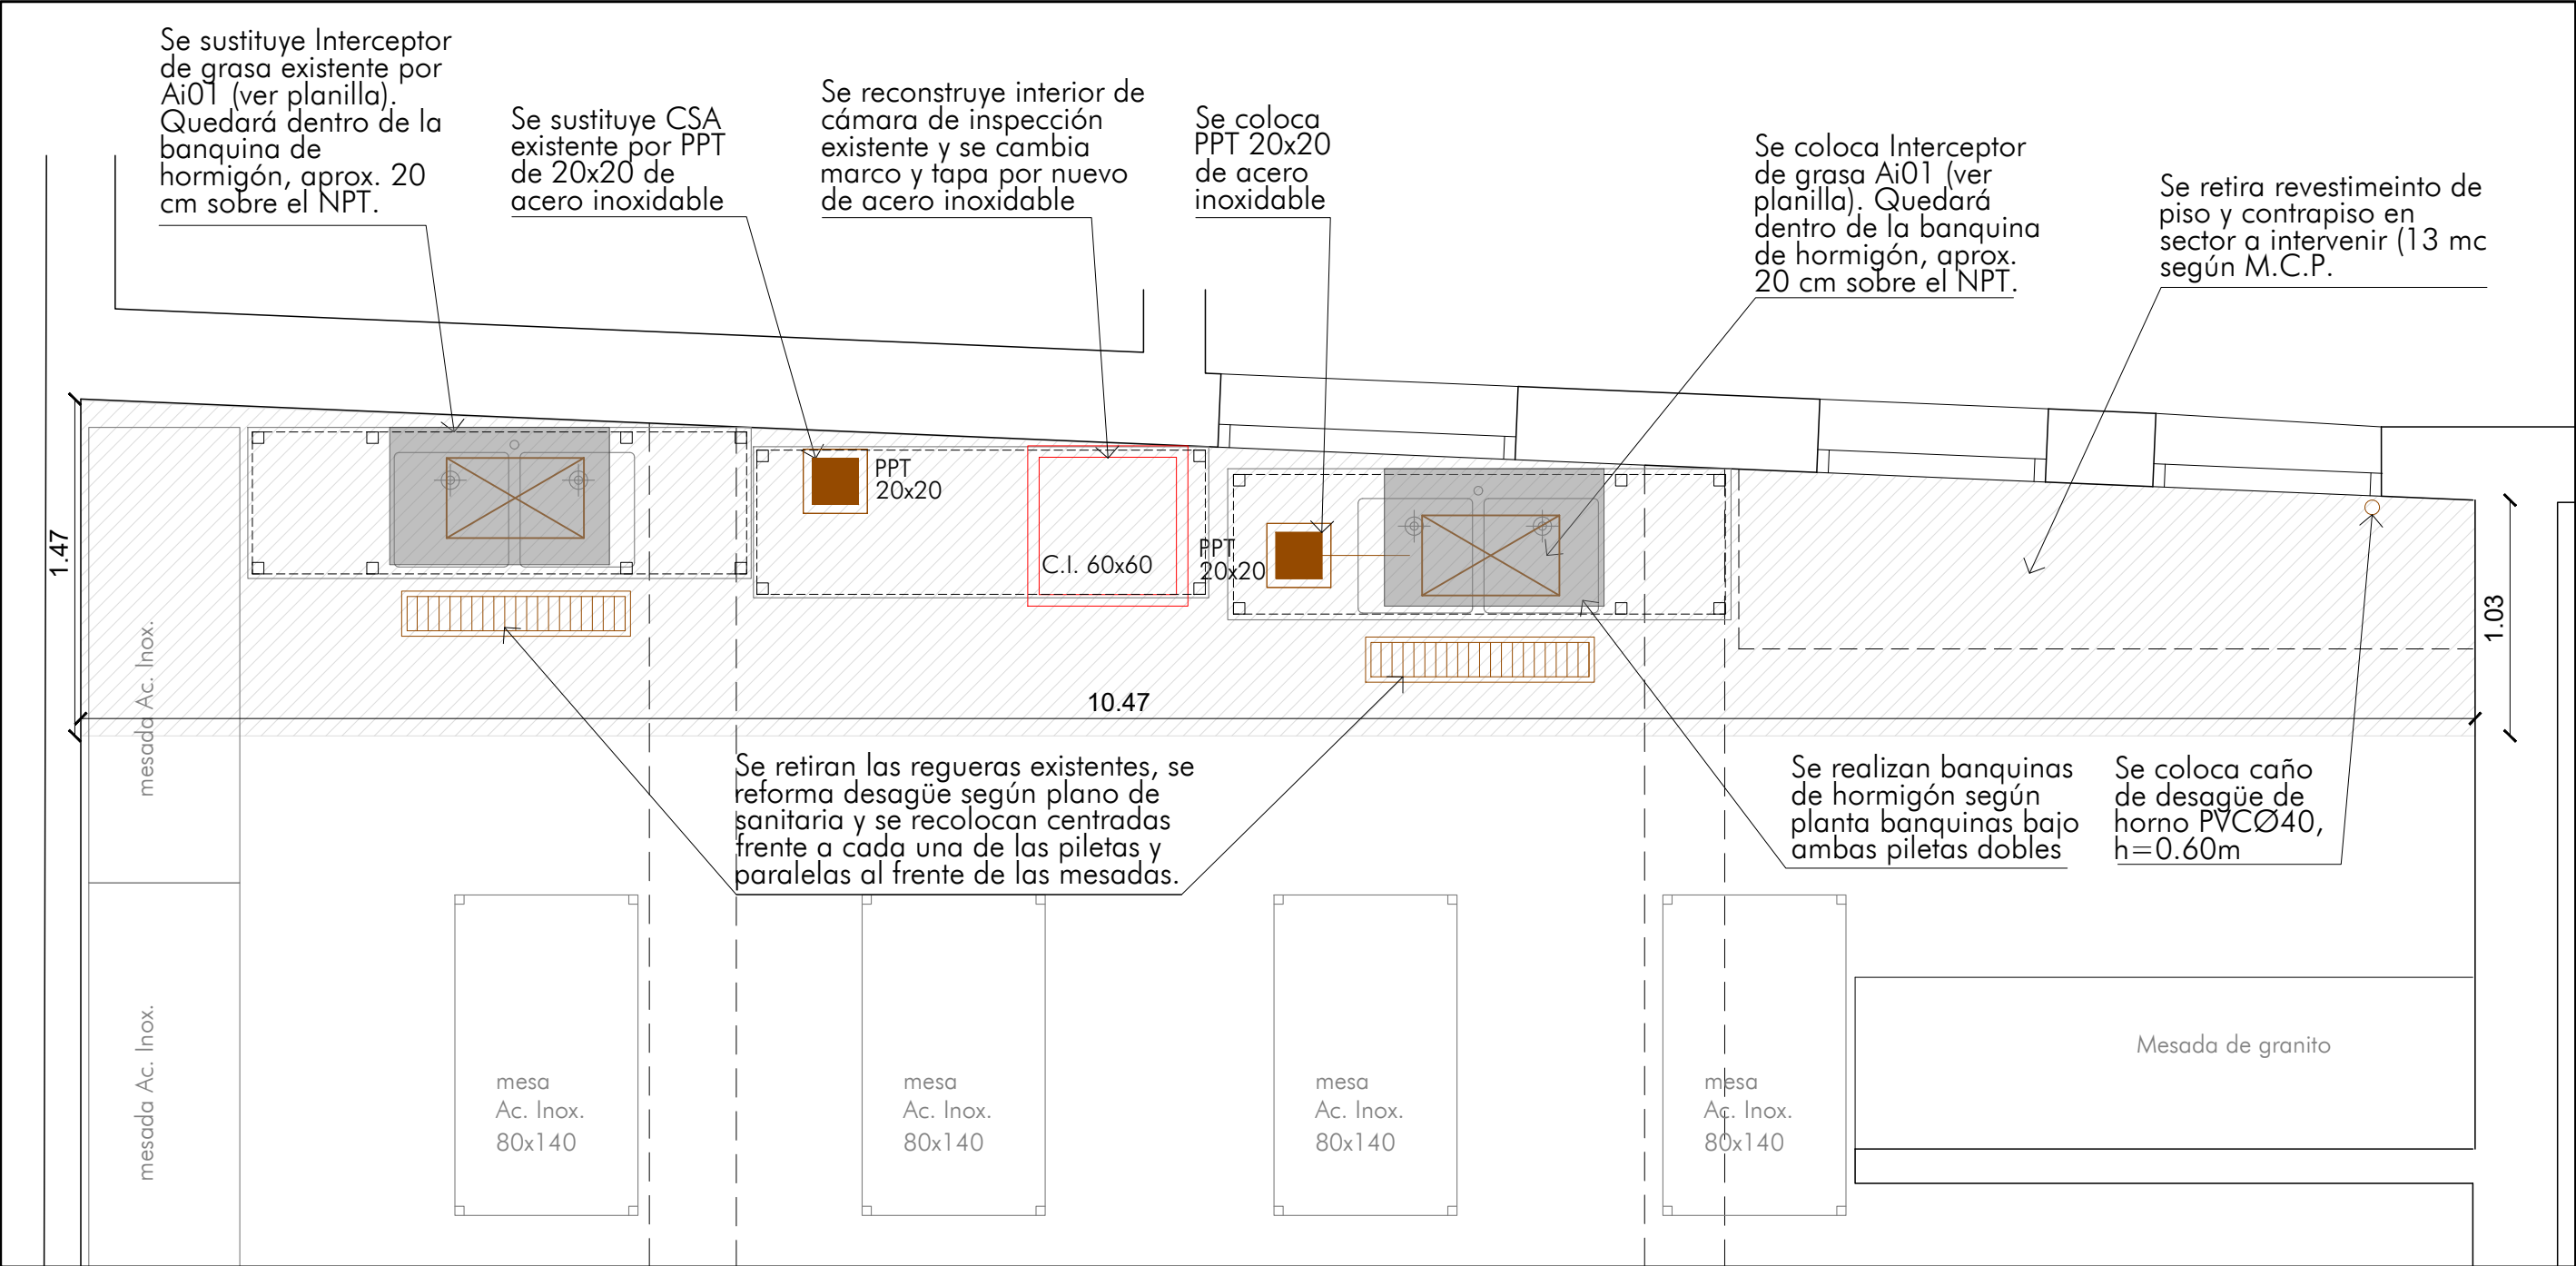 Se sustituye Interceptor
de grasa existente por
Ai01 (ver planilla).
Quedará dentro de la
banquina de
hormigón, aprox. 20
cm sobre el NPT.
Se sustituye CSA
existente por PPT
de 20x20 de
acero inoxidable
Se reconstruye interior de
cámara de inspección
existente y se cambia
marco y tapa por nuevo
de acero inoxidable
Se coloca
PPT 20x20
de acero
inoxidable
Se coloca Interceptor
de grasa Ai01 (ver
planilla). Quedará
dentro de la banquina
de hormigón, aprox.
20 cm sobre el NPT.
Se retira revestimeinto de
piso y contrapiso en
sector a intervenir (13 mc
según M.C.P.
1.47
PPT
20x20
C.I. 60x60
PPT
20x20
1.03
10.47
mesada Ac. Inox.
Se retiran las regueras existentes, se
reforma desagüe según plano de
sanitaria y se recolocan centradas
frente a cada una de las piletas y
paralelas al frente de las mesadas.
Se realizan banquinas
de hormigón según
planta banquinas bajo
ambas piletas dobles
Se coloca caño
de desagüe de
horno PVCØ40,
h=0.60m
mesada Ac. Inox.
mesa
Ac. Inox.
80x140
mesa
Ac. Inox.
80x140
mesa
Ac. Inox.
80x140
mesa
Ac. Inox.
80x140
Mesada de granito